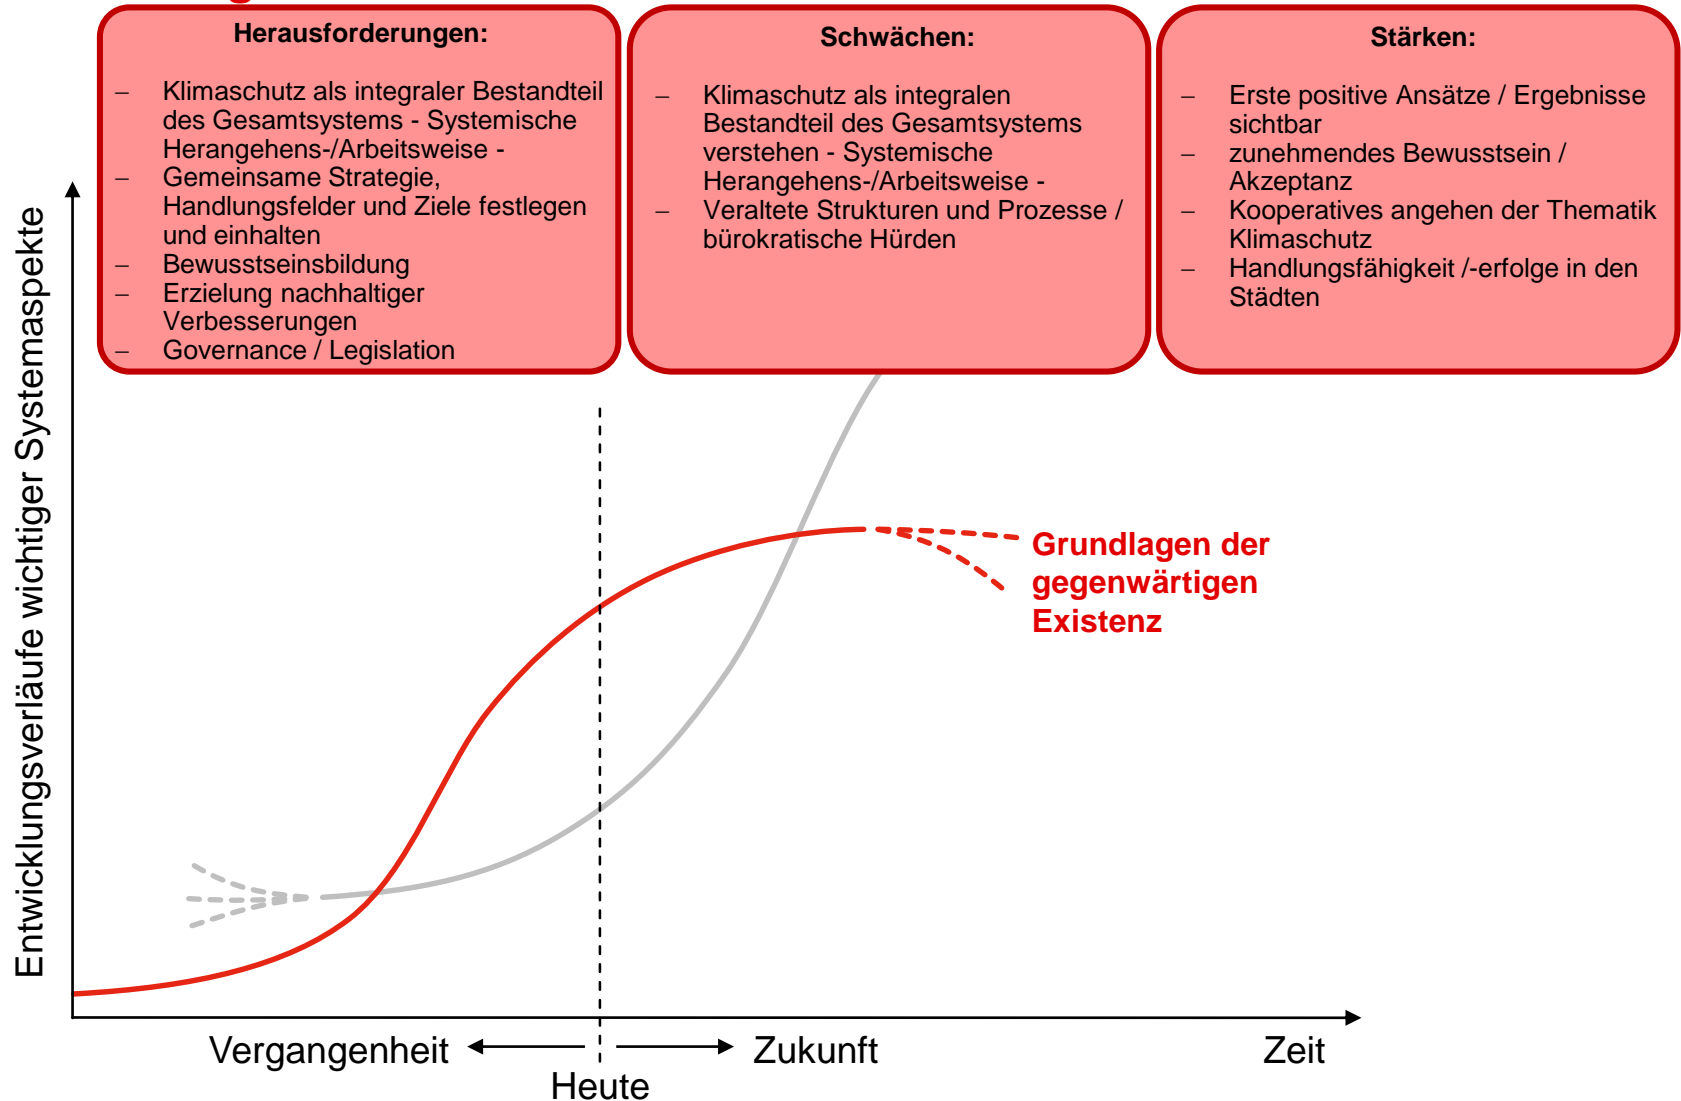 Herausforderungen:
– Klimaschutz als integraler Bestandteil
des Gesamtsystems - Systemische
Herangehens-/Arbeitsweise -
– Gemeinsame Strategie,
Handlungsfelder und Ziele festlegen
und einhalten
– Bewusstseinsbildung
– Erzielung nachhaltiger
Verbesserungen
– Governance / Legislation
Schwächen:
– Klimaschutz als integralen
Bestandteil des Gesamtsystems
verstehen - Systemische
Herangehens-/Arbeitsweise -
– Veraltete Strukturen und Prozesse /
bürokratische Hürden
Stärken:
– Erste positive Ansätze / Ergebnisse
sichtbar
– zunehmendes Bewusstsein /
Akzeptanz
– Kooperatives angehen der Thematik
Klimaschutz
– Handlungsfähigkeit /-erfolge in den
Städten
Entwicklungsverläufe wichtiger Systemaspekte
Grundlagen der
gegenwärtigen
Existenz
Vergangenheit
Zukunft
Zeit
Heute